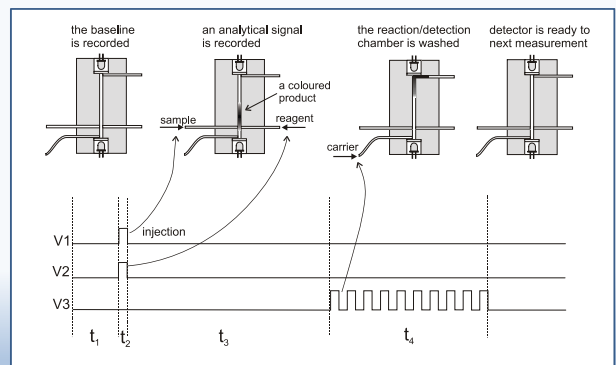 the baseline
is recorded
an analytical signal
is recorded
the reaction/detection
chamber is washed
detector is ready to
next measurement
a coloured
product
sample
reagent
carrier
injection
V1
V2
V3
t₁
t₂
t₃
t₄